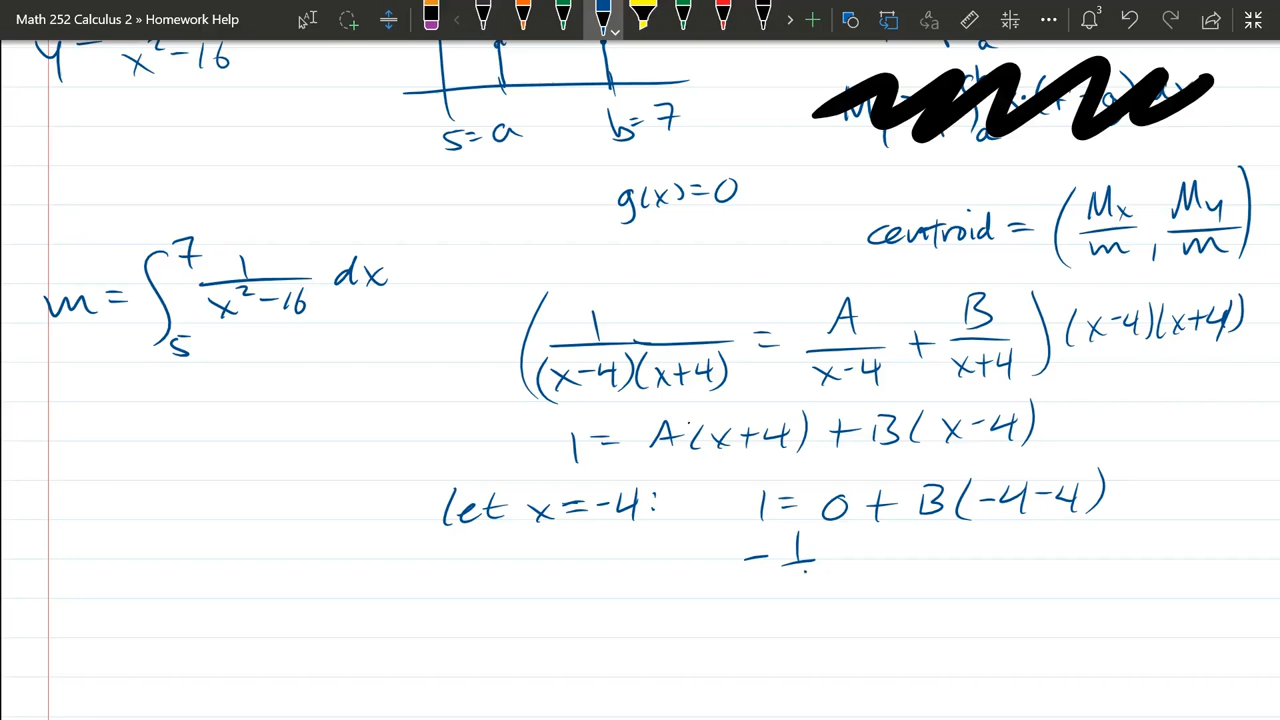 Math 252 Calculus 2 » Homework Help
3
x²-16
5=a
b=7
g(x)=0
centroid = (Mx/m, My/m)
m = ∫₅⁷ 1/(x²-16) dx
(1/((x-4)(x+4)) = A/(x-4) + B/(x+4)) (x-4)(x+4)
1 = A(x+4) + B(x-4)
let x=-4: 1 = 0 + B(-4-4)
- 1